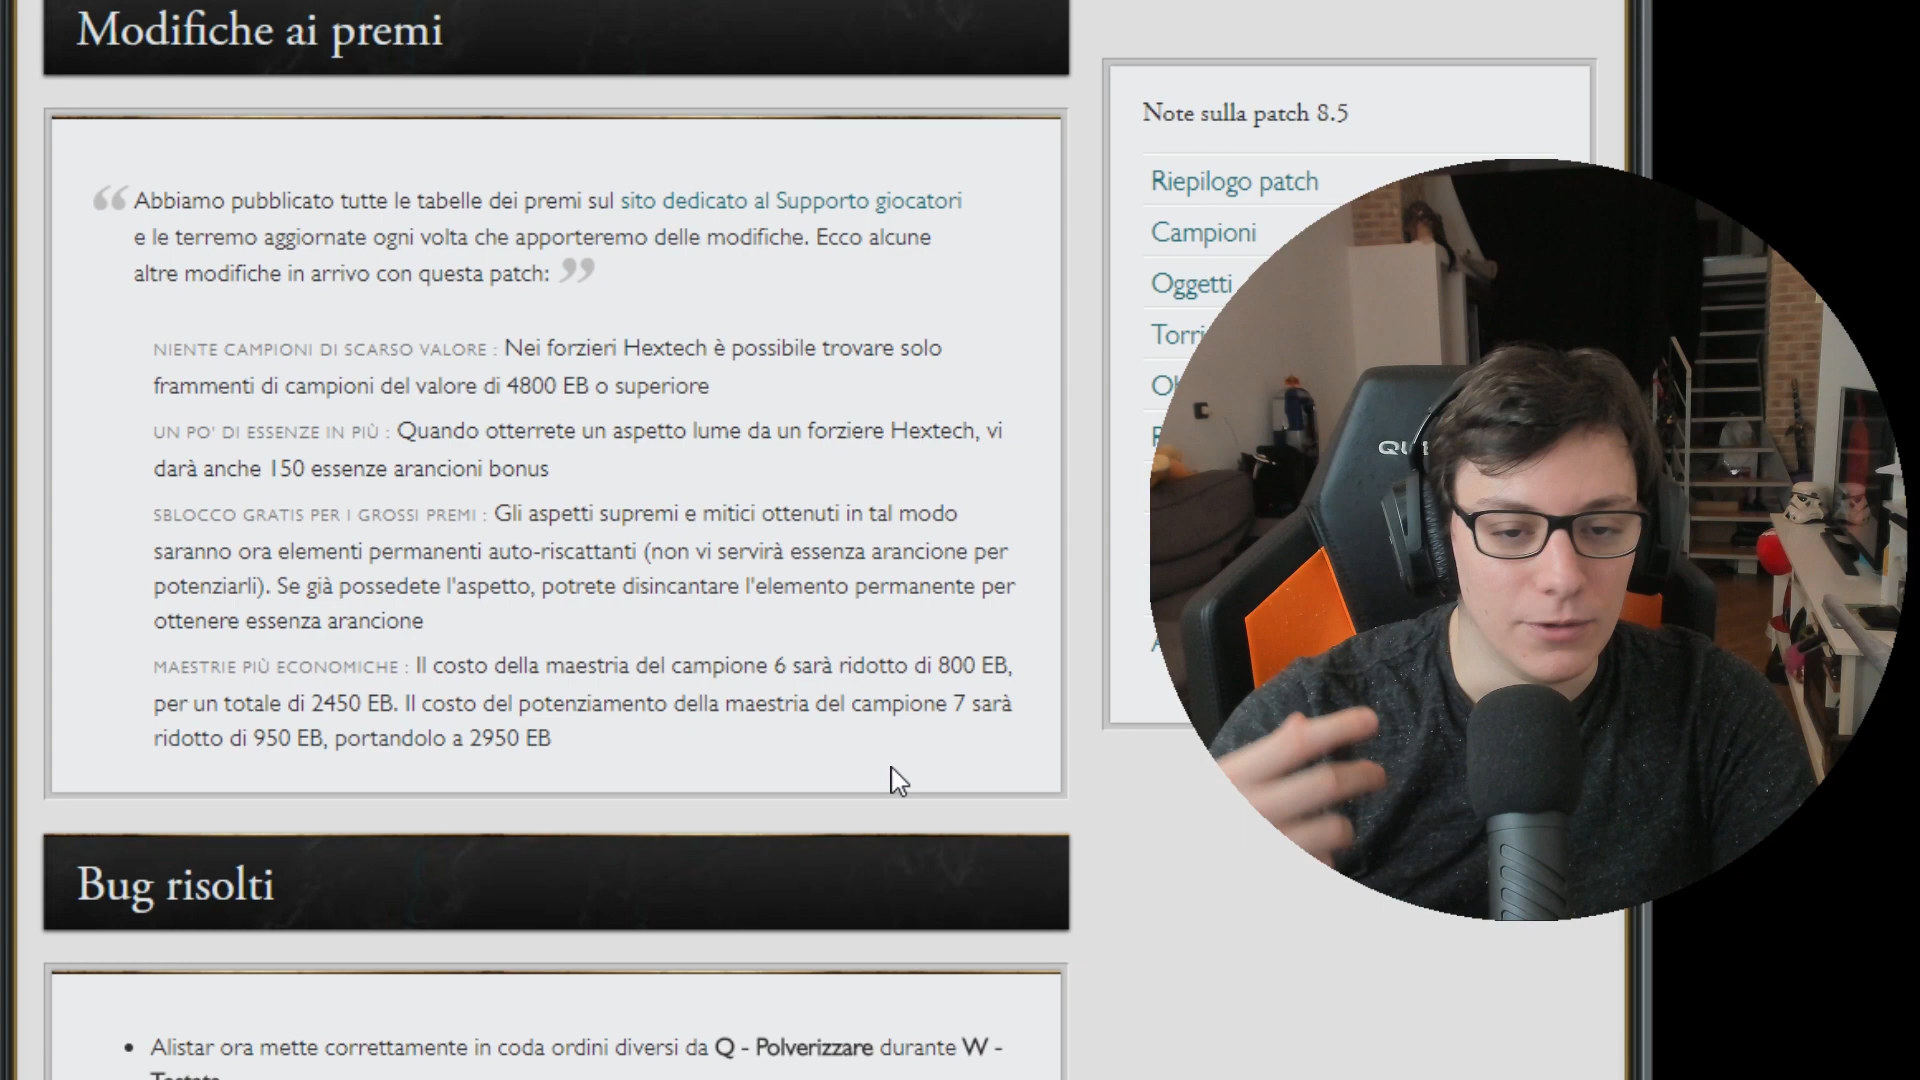 Modifiche ai premi
Abbiamo pubblicato tutte le tabelle dei premi sul sito dedicato al Supporto giocatori
e le terremo aggiornate ogni volta che apporteremo delle modifiche. Ecco alcune
altre modifiche in arrivo con questa patch:
NIENTE CAMPIONI DI SCARSO VALORE : Nei forzieri Hextech è possibile trovare solo
frammenti di campioni del valore di 4800 EB o superiore
UN PO' DI ESSENZE IN PIÙ : Quando otterrete un aspetto lume da un forziere Hextech, vi
darà anche 150 essenze arancioni bonus
SBLOCCO GRATIS PER I GROSSI PREMI : Gli aspetti supremi e mitici ottenuti in tal modo
saranno ora elementi permanenti auto-riscattanti (non vi servirà essenza arancione per
potenziarli). Se già possedete l'aspetto, potrete disincantare l'elemento permanente per
ottenere essenza arancione
MAESTRIE PIÙ ECONOMICHE : Il costo della maestria del campione 6 sarà ridotto di 800 EB,
per un totale di 2450 EB. Il costo del potenziamento della maestria del campione 7 sarà
ridotto di 950 EB, portandolo a 2950 EB
Bug risolti
• Alistar ora mette correttamente in coda ordini diversi da Q - Polverizzare durante W -
Note sulla patch 8.5
Riepilogo patch
Campioni
Oggetti